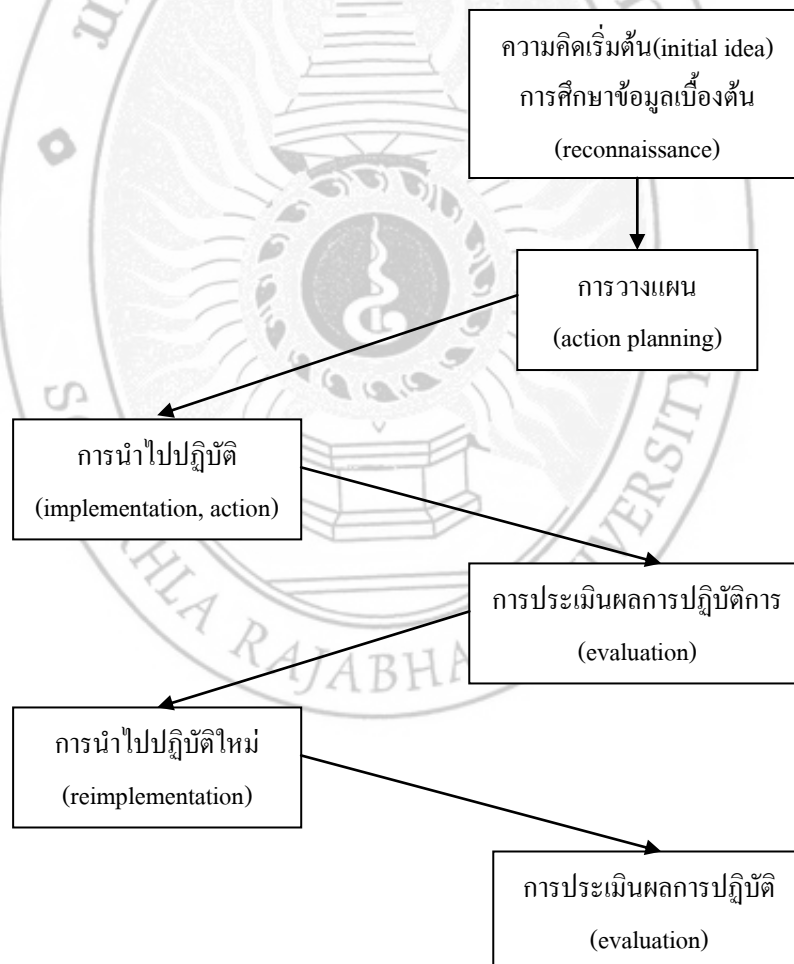 ความคิดเริ่มต้น(initial idea)
การศึกษาข้อมูลเบื้องต้น
(reconnaissance)
การวางแผน
(action planning)
การนำไปปฏิบัติ
(implementation, action)
การประเมินผลการปฏิบัติการ
(evaluation)
การนำไปปฏิบัติใหม่
(reimplementation)
การประเมินผลการปฏิบัติ
(evaluation)